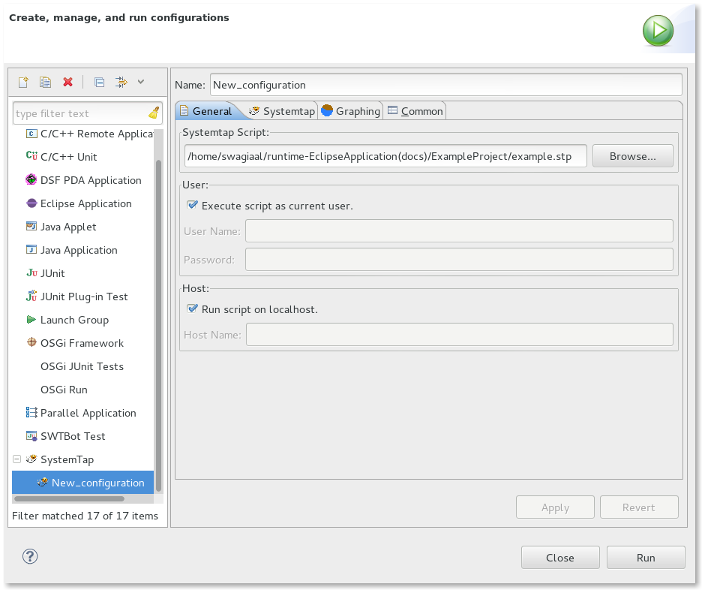 Create, manage, and run configurations
type filter text
C/C++ Remote Applica
C/C++ Unit
DSF PDA Application
Eclipse Application
Java Applet
Java Application
JUnit
JUnit Plug-in Test
Launch Group
OSGi Framework
OSGi JUnit Tests
OSGi Run
Parallel Application
SWTBot Test
SystemTap
New_configuration
Filter matched 17 of 17 items
Name: New_configuration
General Systemtap Graphing Common
Systemtap Script:
/home/swagiaal/runtime-EclipseApplication(docs)/ExampleProject/example.stp Browse...
User:
Execute script as current user.
User Name:
Password:
Host:
Run script on localhost.
Host Name:
Apply Revert
? Close Run